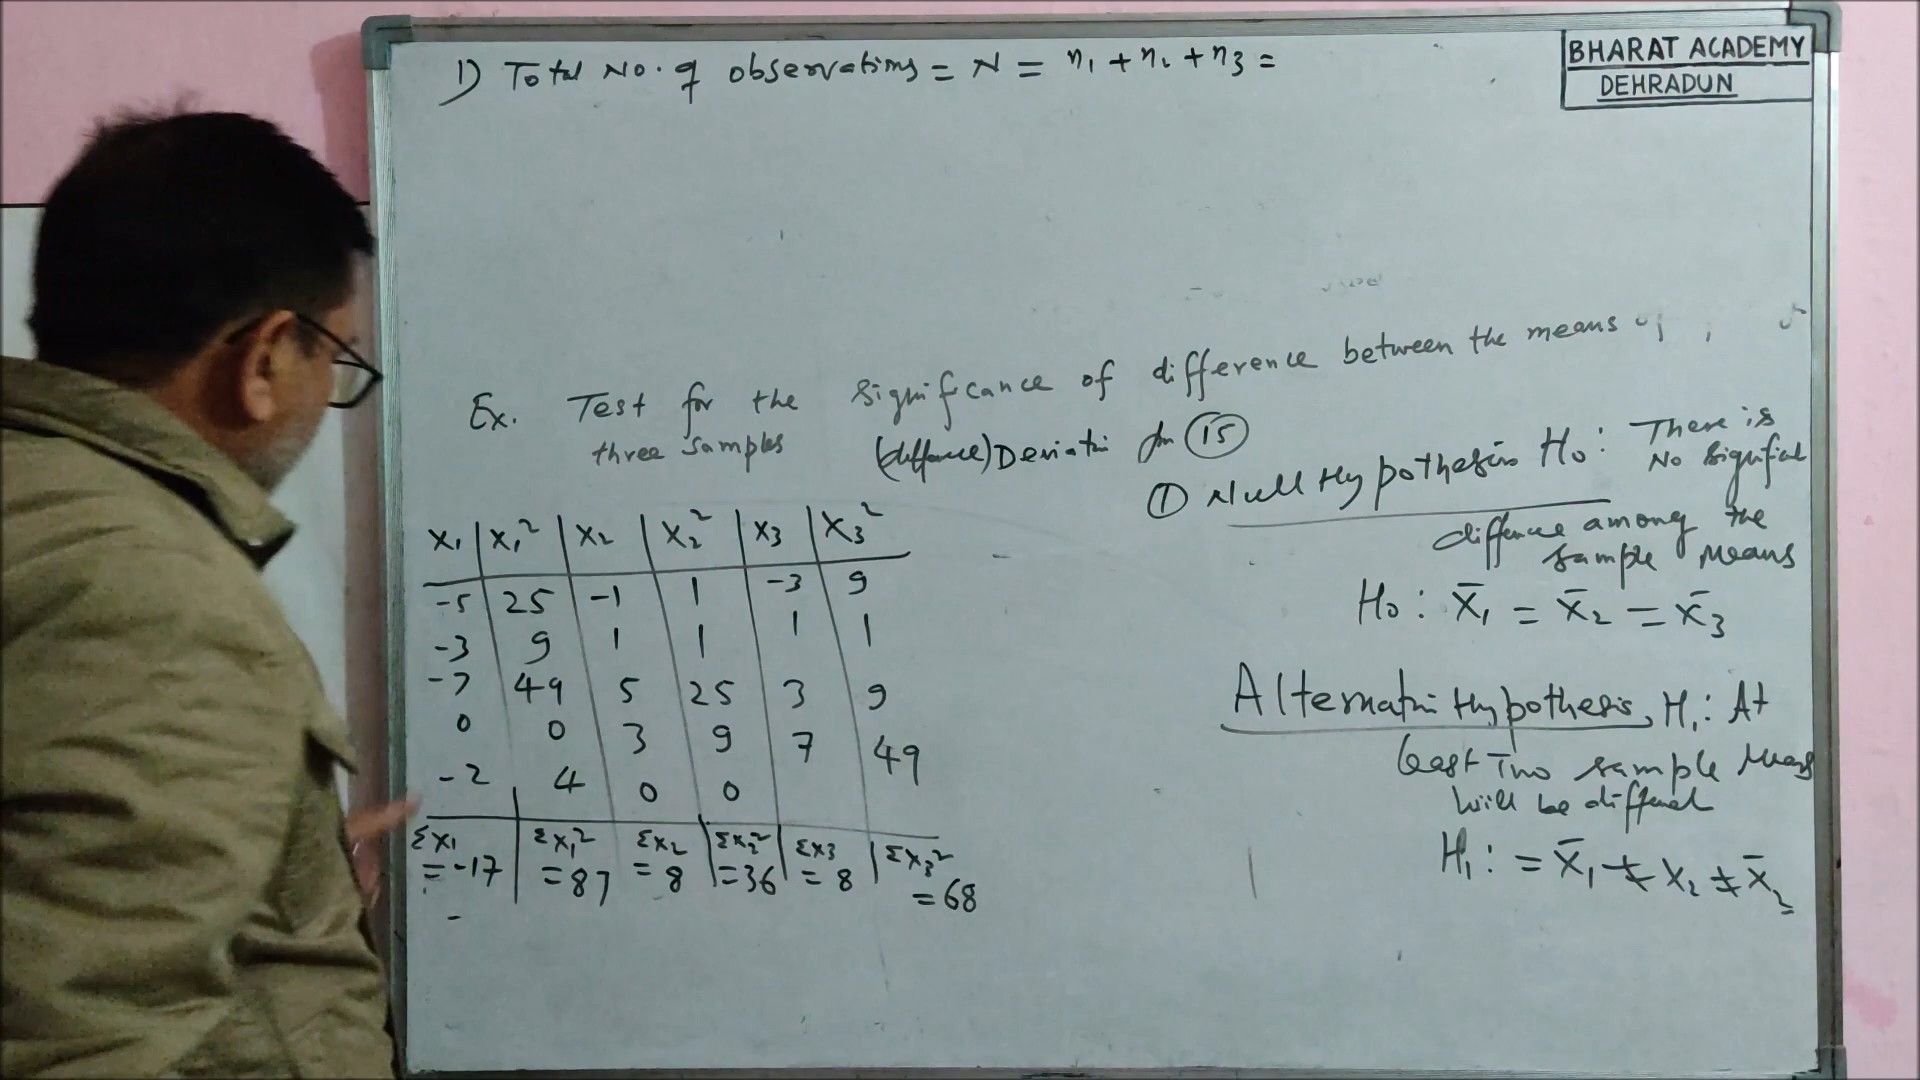 1) Total No. of observations = N = n₁ + n₂ + n₃ =
BHARAT ACADEMY
DEHRADUN
Ex. Test for the significance of difference between the means of
three samples (difference) Deviation from 15
① Null Hypothesis H₀: There is
No significant
difference among the
sample means
H₀: X̄₁ = X̄₂ = X̄₃
Alternative Hypothesis, H₁: At
least Two sample Means
will be different
H₁: = X̄₁ ≠ X₂ ≠ X̄₂
X₁ X₁² X₂ X₂² X₃ X₃²
-5 25 -1 1 -3 9
-3 9 1 1 1 1
-7 49 5 25 3 9
0 0 3 9 7 49
-2 4 0 0
ΣX₁ ΣX₁² ΣX₂ ΣX₂² ΣX₃ ΣX₃²
= -17 = 87 = 8 = 36 = 8 = 68